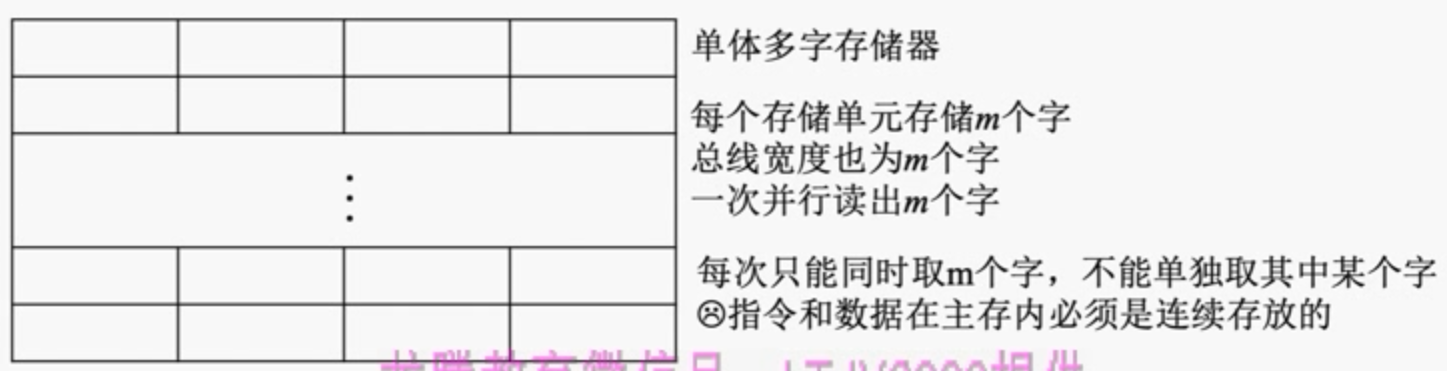 单体多字存储器
每个存储单元存储m个字
总线宽度也为m个字
一次并行读出m个字
每次只能同时取m个字，不能单独取其中某个字
☹指令和数据在主存内必须是连续存放的